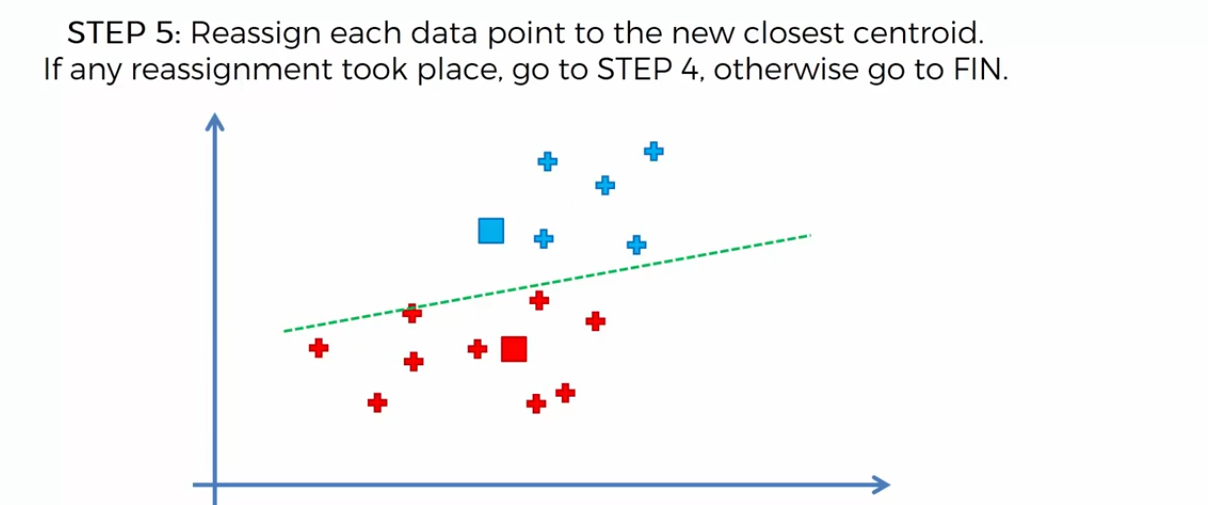 STEP 5: Reassign each data point to the new closest centroid.
If any reassignment took place, go to STEP 4, otherwise go to FIN.